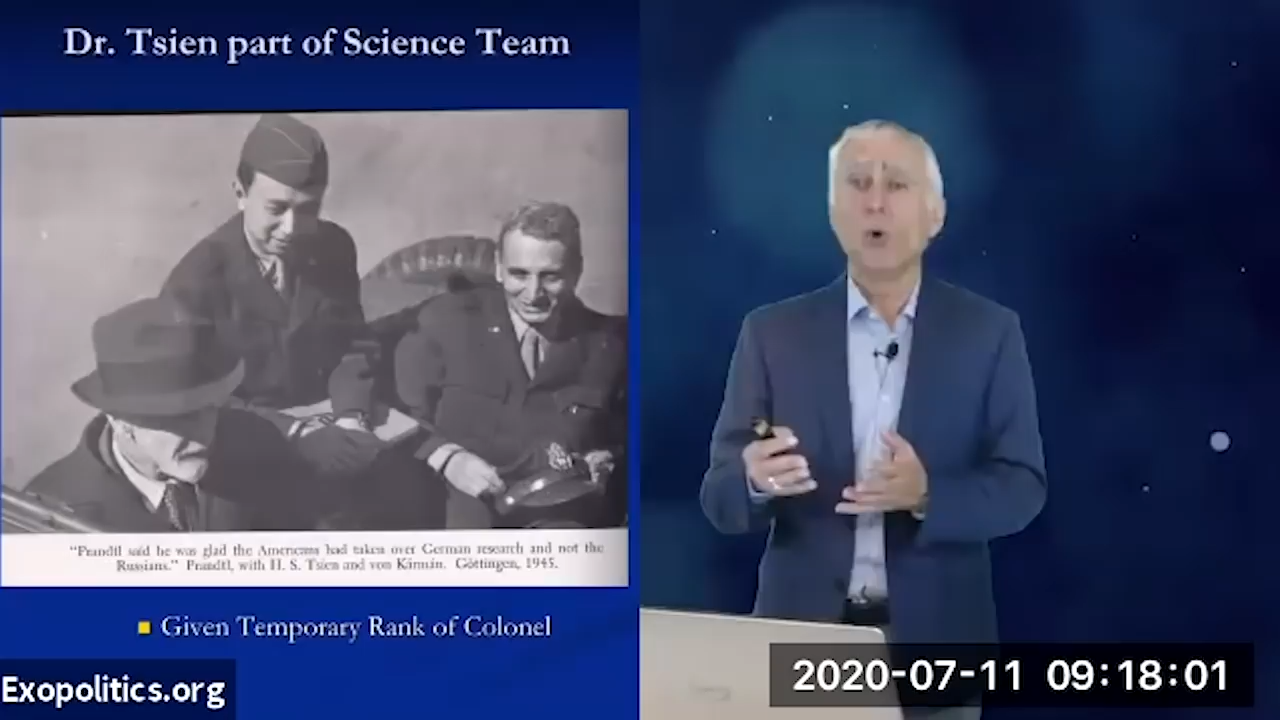 Dr. Tsien part of Science Team
"Prandtl said he was glad the Americans had taken over German research and not the
Russians." Prandtl, with H. S. Tsien and von Kármán. Göttingen, 1945.
Given Temporary Rank of Colonel
Exopolitics.org
2020-07-11 09:18:01